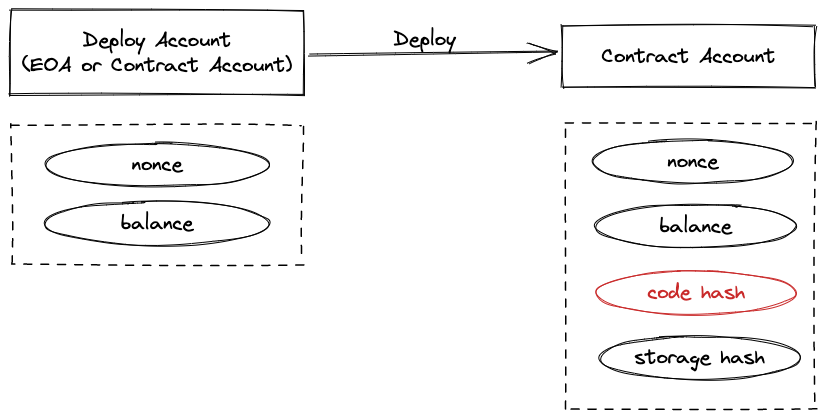 Deploy Account
(EOA or Contract Account)
Deploy
Contract Account
nonce
balance
nonce
balance
code hash
storage hash